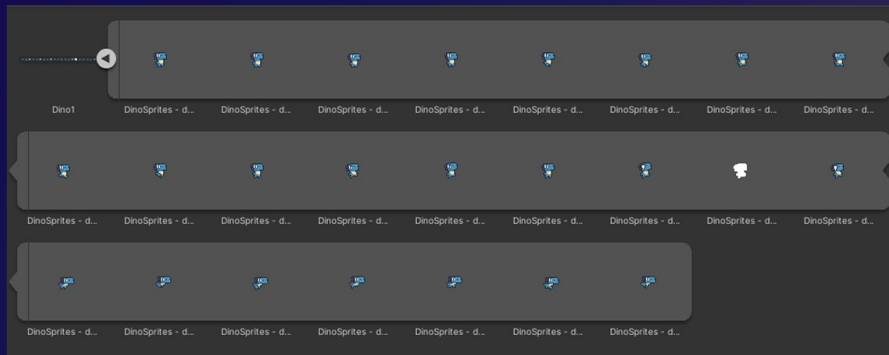 Dino1 DinoSprites - d... DinoSprites - d... DinoSprites - d... DinoSprites - d... DinoSprites - d... DinoSprites - d... DinoSprites - d... DinoSprites - d...
DinoSprites - d... DinoSprites - d... DinoSprites - d... DinoSprites - d... DinoSprites - d... DinoSprites - d... DinoSprites - d... DinoSprites - d... DinoSprites - d...
DinoSprites - d... DinoSprites - d... DinoSprites - d... DinoSprites - d... DinoSprites - d... DinoSprites - d... DinoSprites - d...